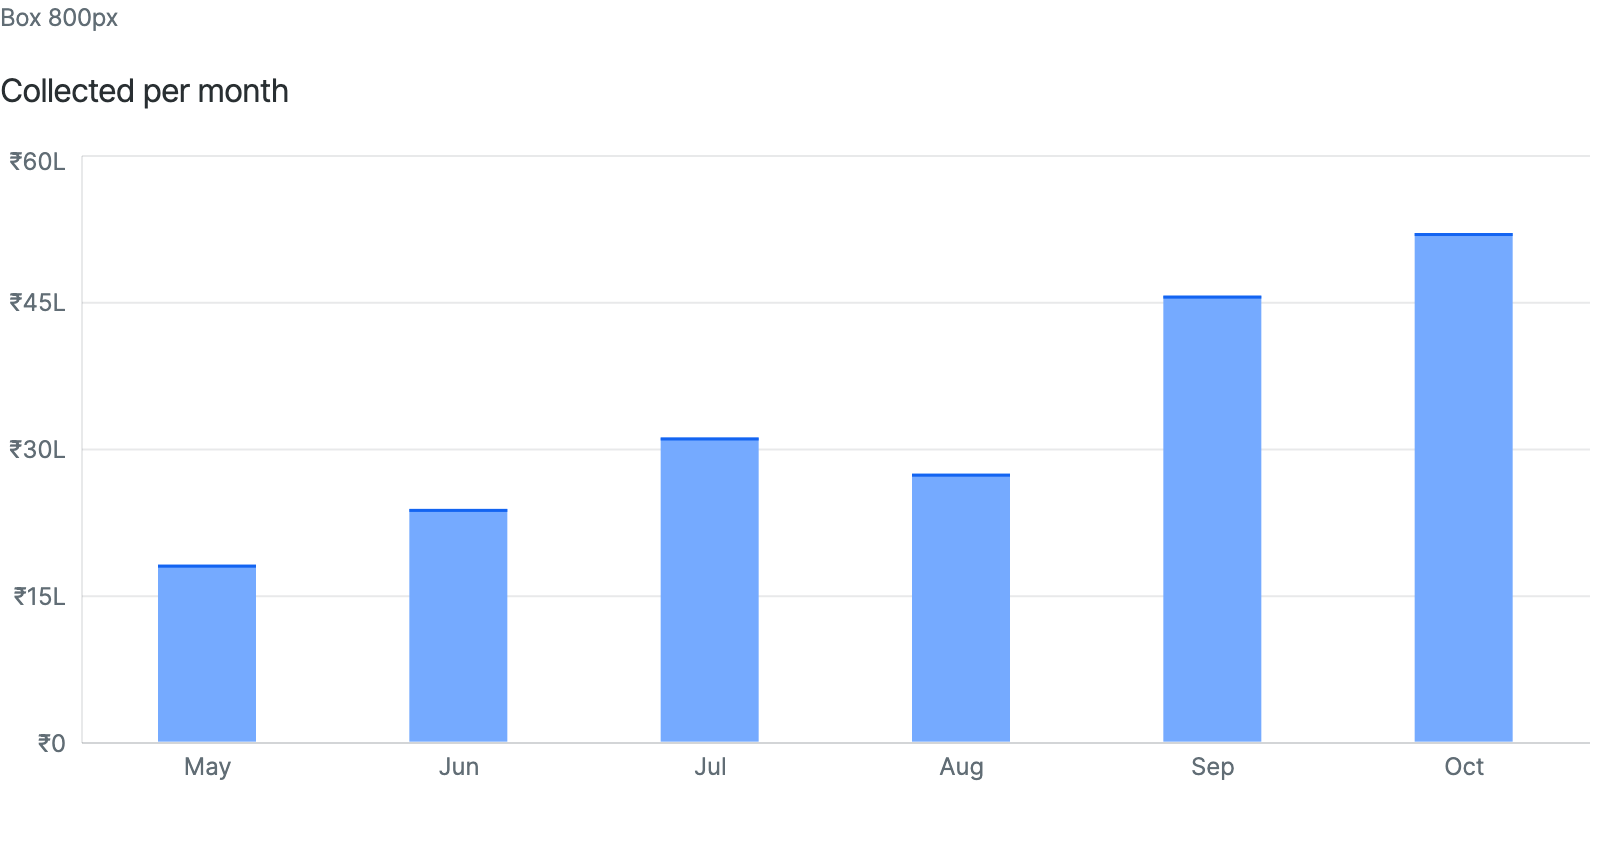 Box 800px
Collected per month
₹60L
₹45L
₹30L
₹15L
₹0
May Jun Jul Aug Sep Oct